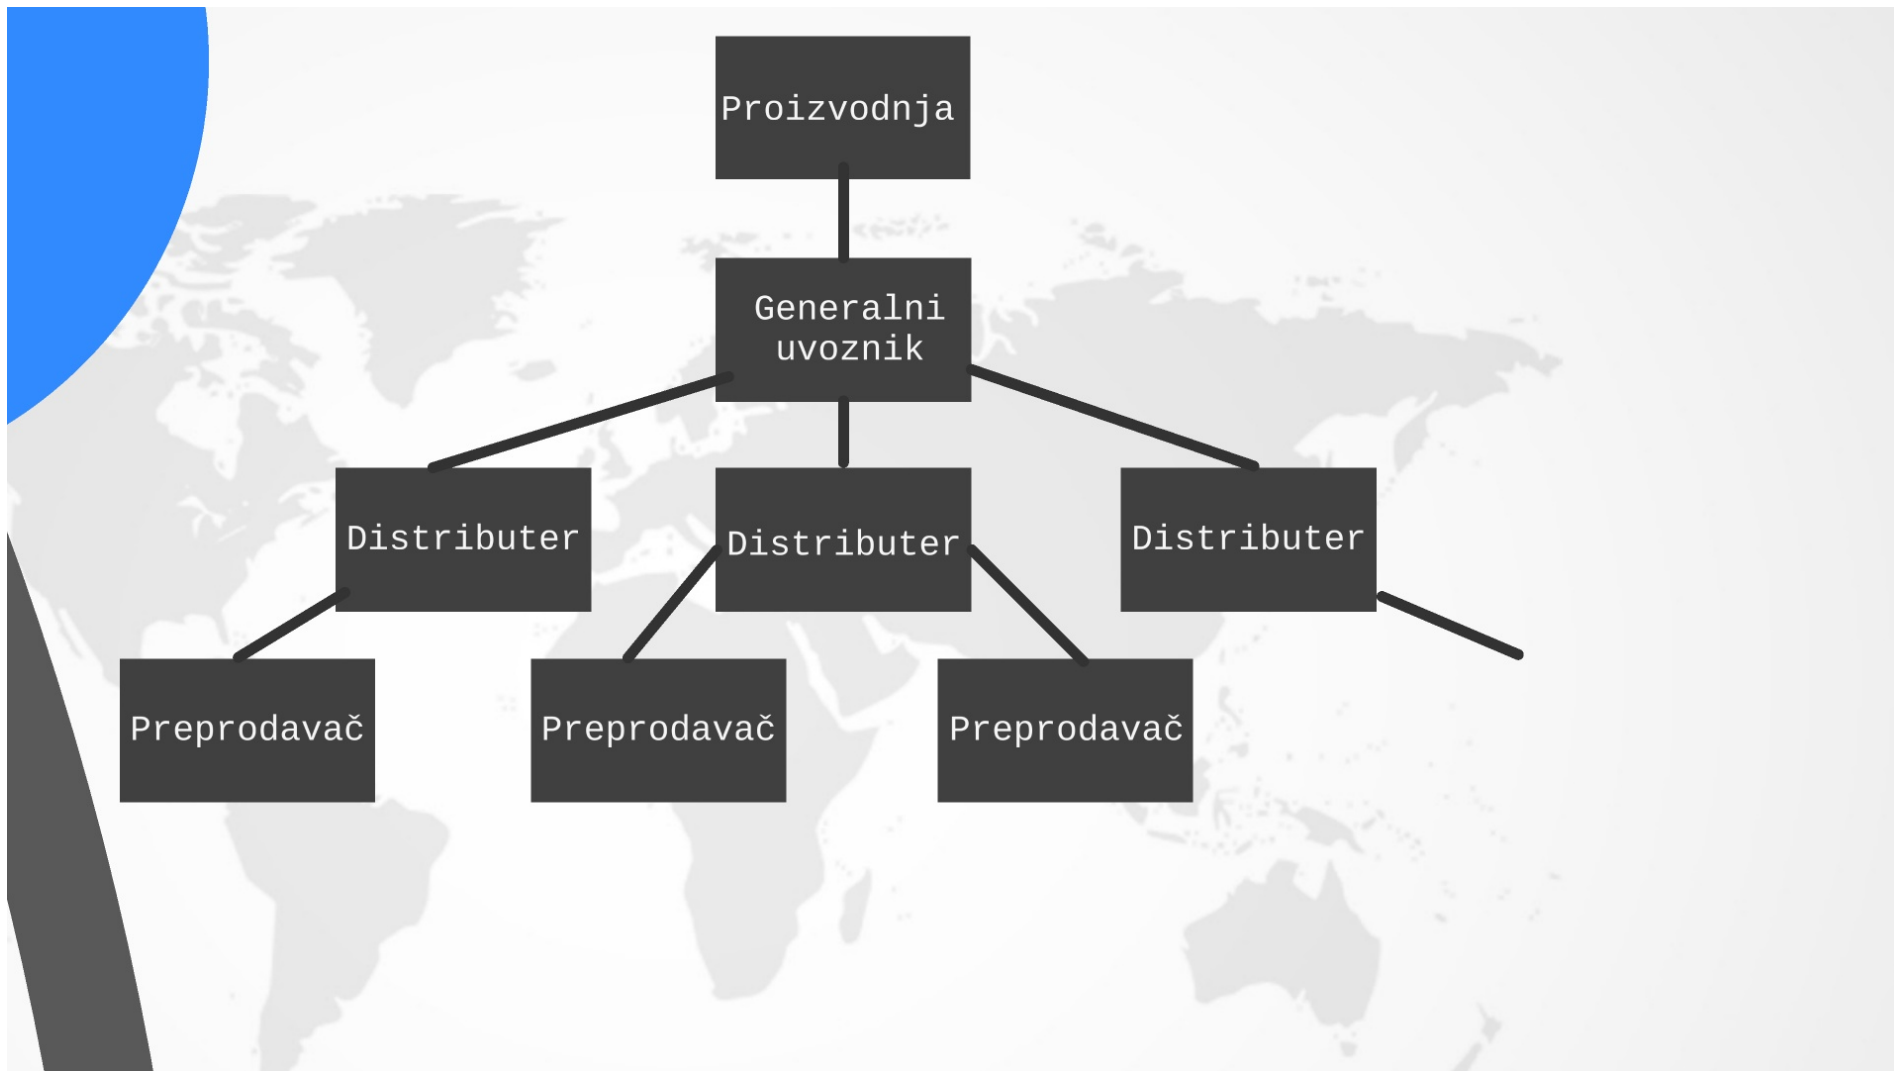 Proizvodnja
Generalni
uvoznik
Distributer
Distributer
Distributer
Preprodavač
Preprodavač
Preprodavač